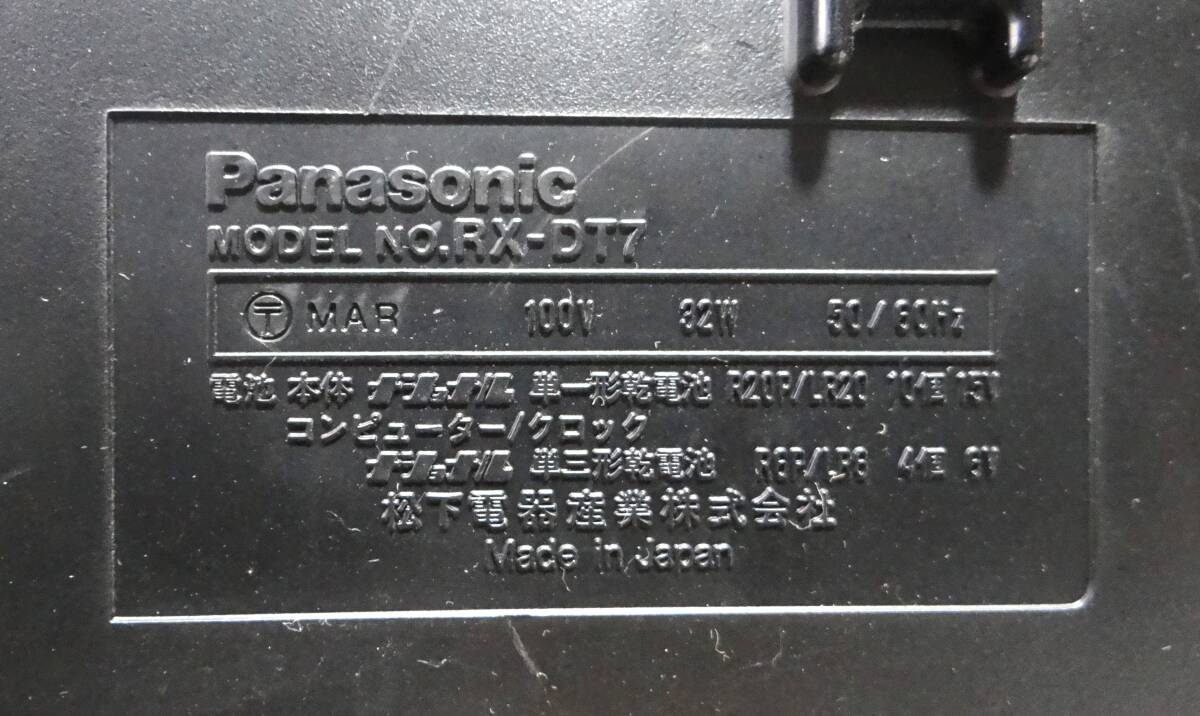 Panasonic
MODEL NO.RX-DT7
〒 MAR 100V 32W 50/60Hz
電池 本体 ナショナル 単一形乾電池 R20P/LR20 10個 15V
コンピューター/クロック
ナショナル 単三形乾電池 R6P/LR6 4個 6V
松下電器産業株式会社
Made in Japan